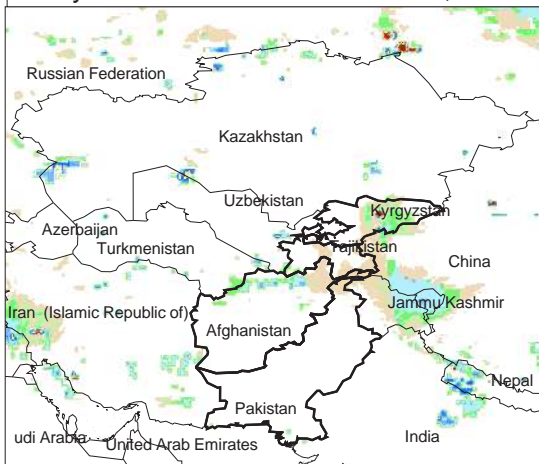 Russian Federation
Kazakhstan
Uzbekistan
Kyrgyzstan
Azerbaijan
Turkmenistan
Tajikistan
China
Iran (Islamic Republic of)
Jammu Kashmir
Afghanistan
Nepal
Pakistan
udi Arabia
United Arab Emirates
India